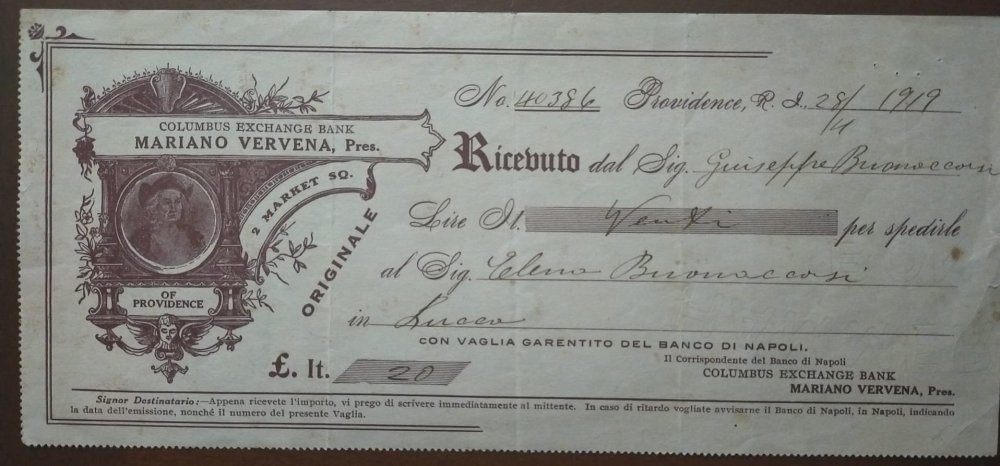 COLUMBUS EXCHANGE BANK
MARIANO VERVENA, Pres.
2 MARKET SQ.
OF
PROVIDENCE
ORIGINALE
No. 40386 Providence, R. I. 28/4 1919
Ricevuto dal Sig. Guiseppe Buonaccorsi
Lire It. Venti per spedirle
al Sig. Elena Buonaccorsi
in Lucca
CON VAGLIA GARENTITO DEL BANCO DI NAPOLI.
£. It. 20
Il Corrispondente del Banco di Napoli
COLUMBUS EXCHANGE BANK
MARIANO VERVENA, Pres.
Signor Destinatario:—Appena ricevete l'importo, vi prego di scrivere immediatamente al mittente. In caso di ritardo vogliate avvisarne il Banco di Napoli, in Napoli, indicando
la data dell'emissione, nonché il numero del presente Vaglia.